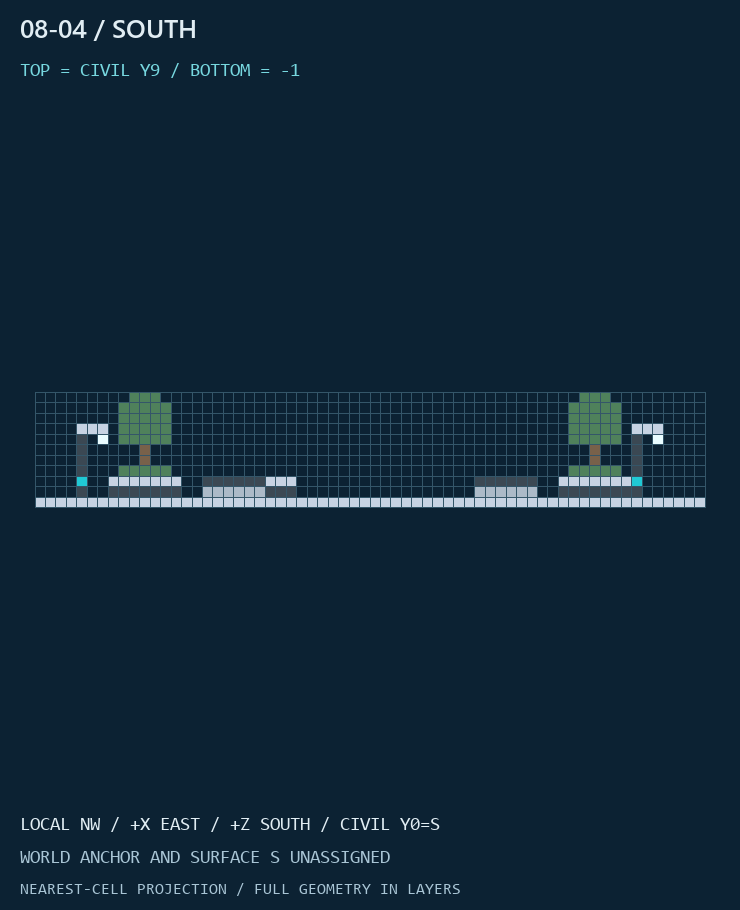 08-04 / SOUTH
TOP = CIVIL Y9 / BOTTOM = -1
LOCAL NW / +X EAST / +Z SOUTH / CIVIL Y0=S
WORLD ANCHOR AND SURFACE S UNASSIGNED
NEAREST-CELL PROJECTION / FULL GEOMETRY IN LAYERS